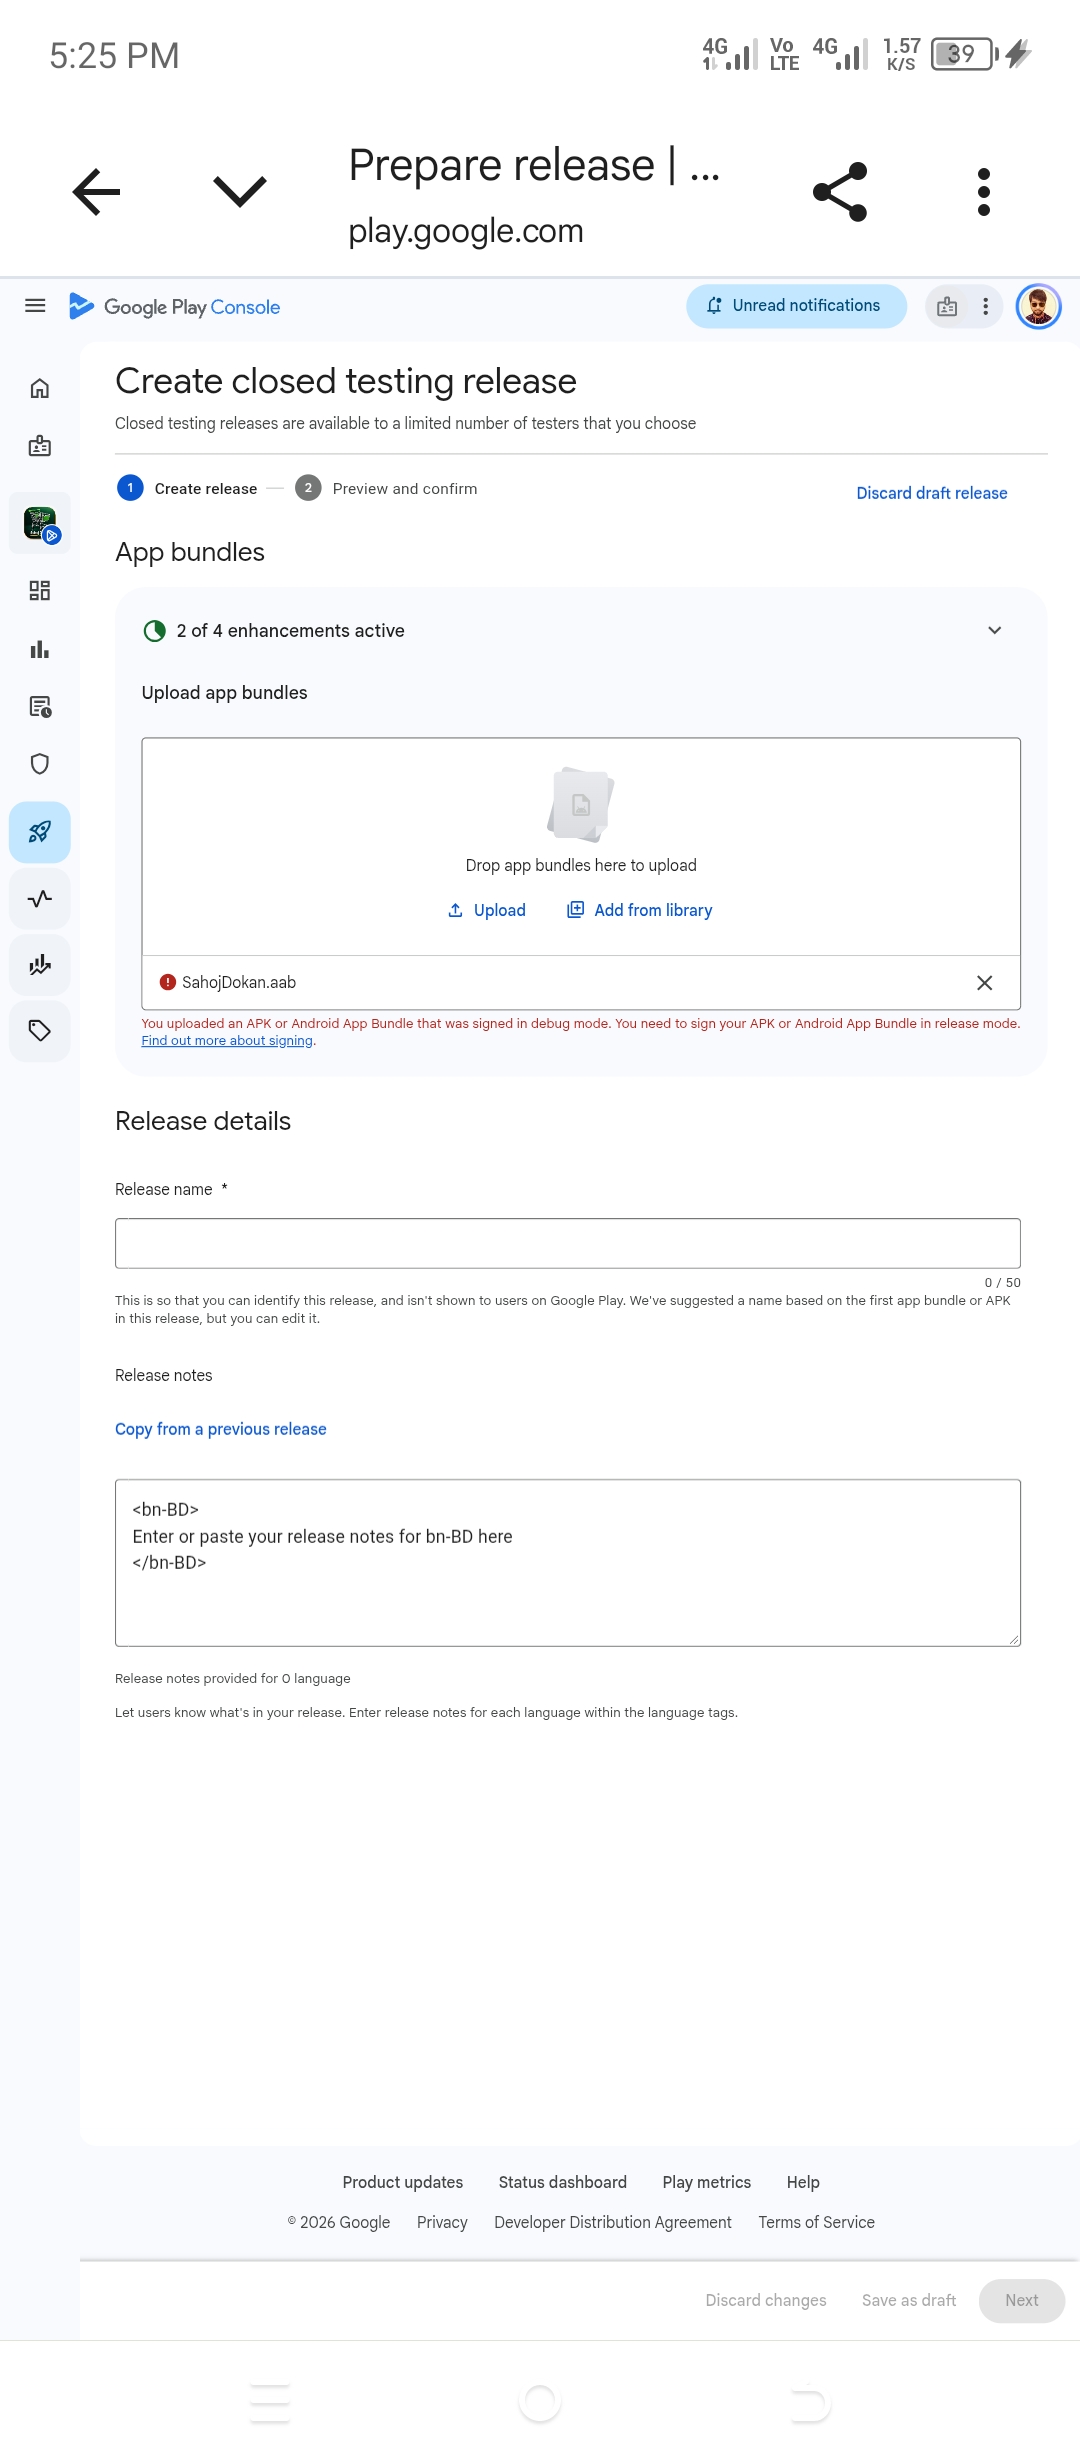 5:25 PM
4G Vo LTE 4G 1.57 K/S 39
Prepare release | ...
play.google.com
Google Play Console
Unread notifications
Create closed testing release
Closed testing releases are available to a limited number of testers that you choose
1 Create release 2 Preview and confirm
Discard draft release
App bundles
2 of 4 enhancements active
Upload app bundles
Drop app bundles here to upload
Upload Add from library
SahojDokan.aab
You uploaded an APK or Android App Bundle that was signed in debug mode. You need to sign your APK or Android App Bundle in release mode.
Find out more about signing.
Release details
Release name *
0 / 50
This is so that you can identify this release, and isn't shown to users on Google Play. We've suggested a name based on the first app bundle or APK
in this release, but you can edit it.
Release notes
Copy from a previous release
<bn-BD>
Enter or paste your release notes for bn-BD here
</bn-BD>
Release notes provided for 0 language
Let users know what's in your release. Enter release notes for each language within the language tags.
Product updates Status dashboard Play metrics Help
© 2026 Google Privacy Developer Distribution Agreement Terms of Service
Discard changes Save as draft Next